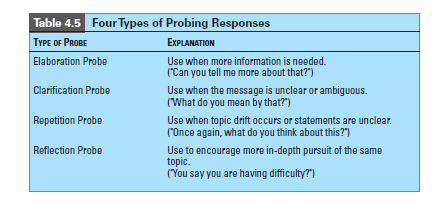 Table 4.5 Four Types of Probing Responses
TYPE OF PROBE EXPLANATION
Elaboration Probe Use when more information is needed.
("Can you tell me more about that?")
Clarification Probe Use when the message is unclear or ambiguous.
("What do you mean by that?")
Repetition Probe Use when topic drift occurs or statements are unclear.
("Once again, what do you think about this?")
Reflection Probe Use to encourage more in-depth pursuit of the same
topic.
("You say you are having difficulty?")